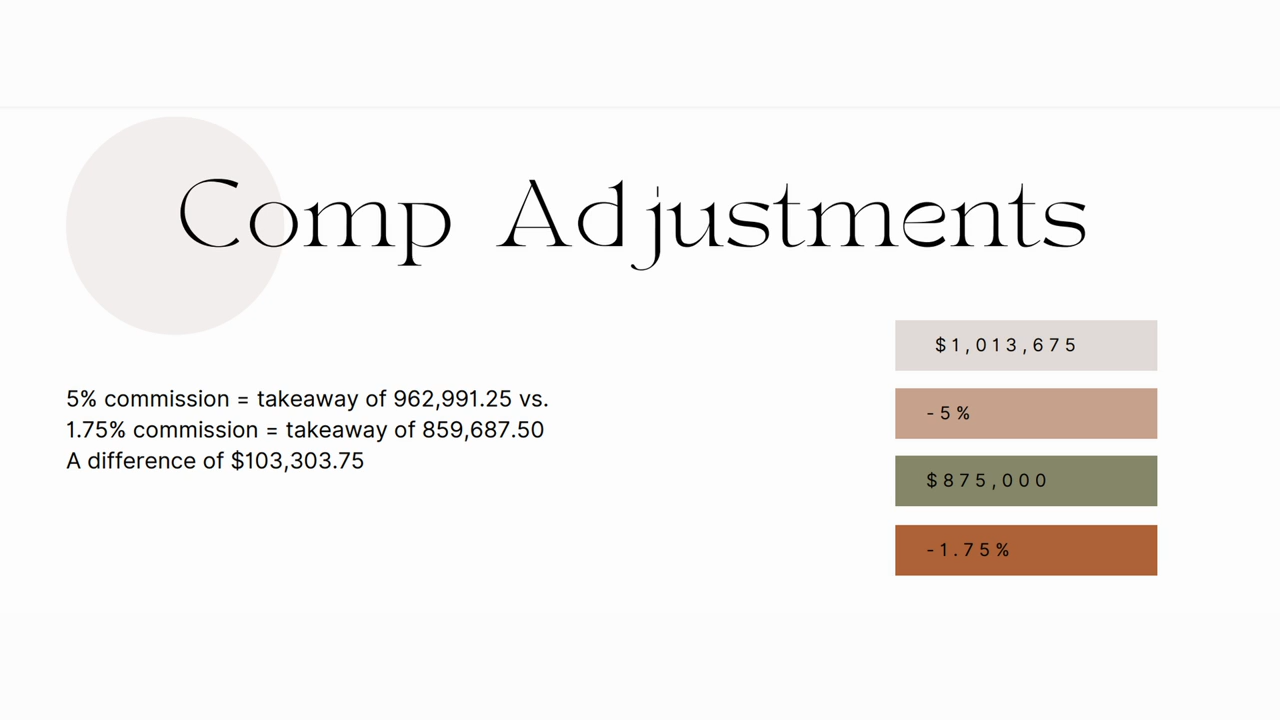 Comp Adjustments
5% commission = takeaway of 962,991.25 vs.
1.75% commission = takeaway of 859,687.50
A difference of $103,303.75
$1,013,675
-5%
$875,000
-1.75%